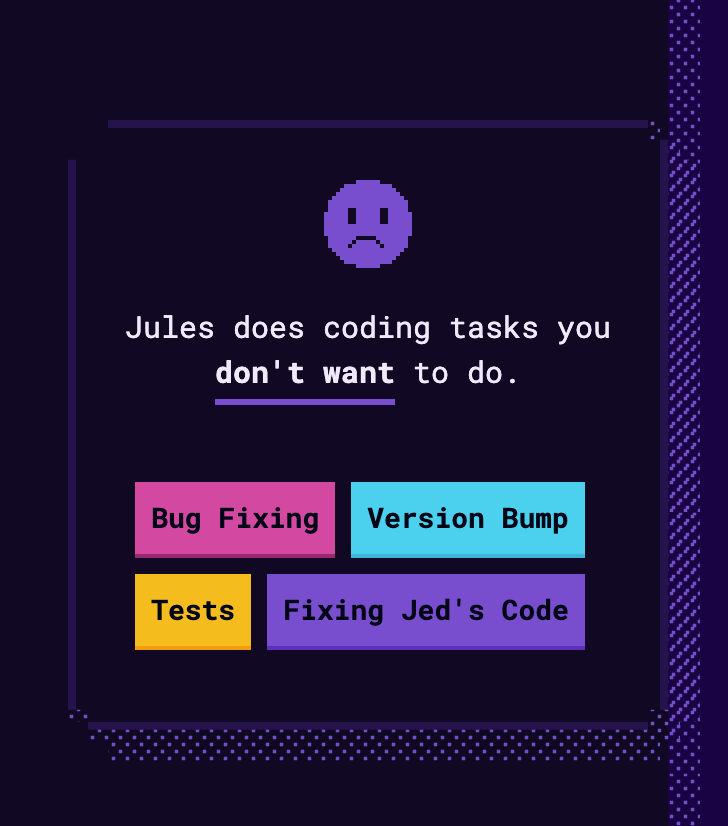 Jules does coding tasks you
don't want to do.
Bug Fixing
Version Bump
Tests
Fixing Jed's Code